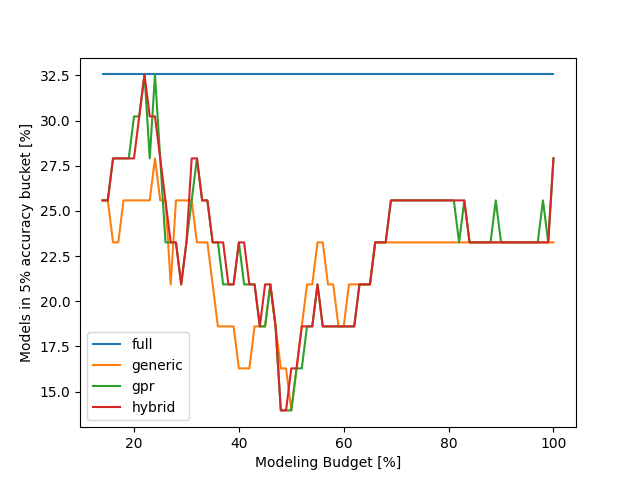 32.5
30.0
27.5
25.0
22.5
20.0
17.5
15.0
Models in 5% accuracy bucket [%]
full
generic
gpr
hybrid
20 40 60 80 100
Modeling Budget [%]